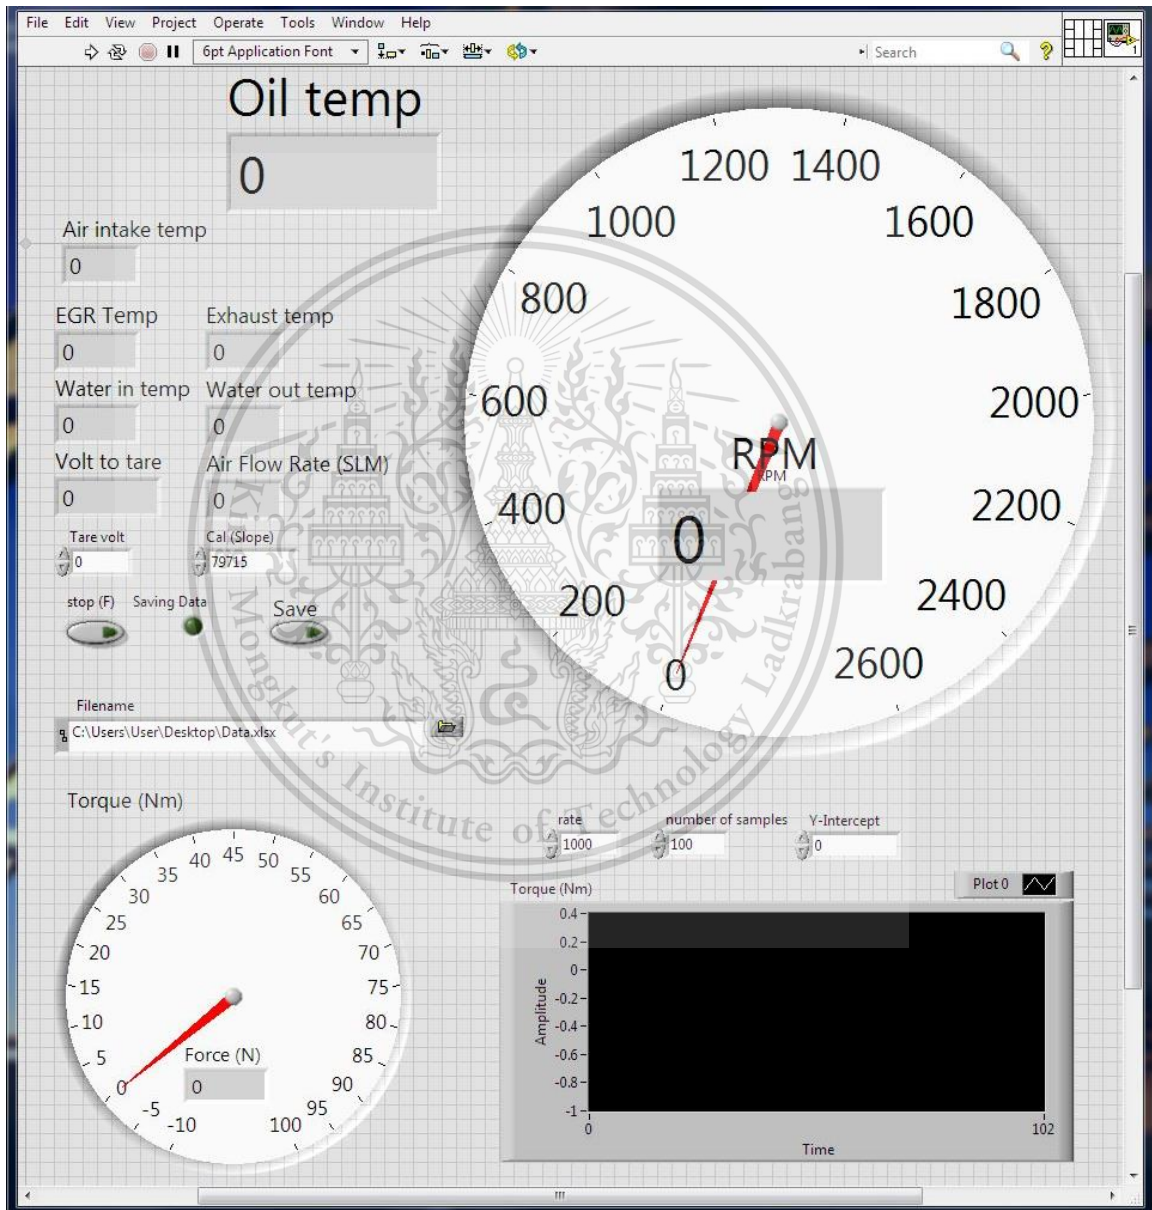 File Edit View Project Operate Tools Window Help
6pt Application Font
Search
1
Oil temp
0
Air intake temp
0
EGR Temp Exhaust temp
0 0
Water in temp Water out temp
0 0
Volt to tare Air Flow Rate (SLM)
0 0
Tare volt Cal (Slope)
0 79715
stop (F) Saving Data Save
Filename
C:\Users\User\Desktop\Data.xlsx
0
200
400
600
800
1000
1200
1400
1600
1800
2000
2200
2400
2600
RPM
RPM
0
King Mongkut's Institute of Technology Ladkrabang
Torque (Nm)
-10
-5
0
5
10
15
20
25
30
35
40
45
50
55
60
65
70
75
80
85
90
95
100
Force (N)
0
rate number of samples Y-Intercept
1000 100 0
Torque (Nm) Plot 0
Amplitude
0.4
0.2
0
-0.2
-0.4
-0.6
-0.8
-1
0 102
Time